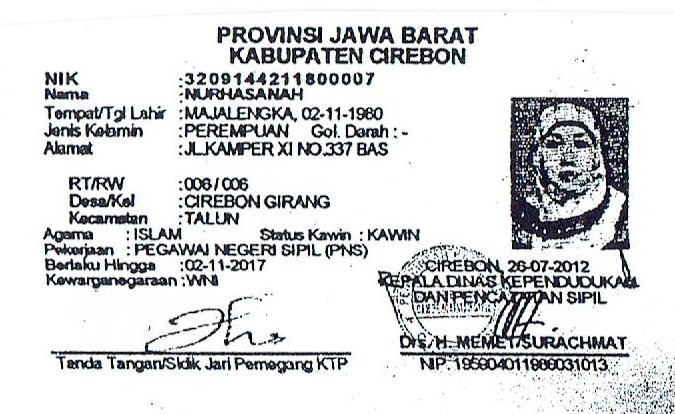 PROVINSI JAWA BARAT
KABUPATEN CIREBON
NIK :3209144211800007
Nama :NURHASANAH
Tempat/Tgl Lahir :MAJALENGKA, 02-11-1980
Jenis Kelamin :PEREMPUAN Gol. Darah :-
Alamat :JL.KAMPER XI NO.337 BAS
RT/RW :006 / 006
Desa/Kel :CIREBON GIRANG
Kecamatan :TALUN
Agama :ISLAM Status Kawin : KAWIN
Pekerjaan : PEGAWAI NEGERI SIPIL (PNS)
Berlaku Hingga :02-11-2017
Kewarganegaraan :WNI
CIREBON, 26-07-2012
KEPALA DINAS KEPENDUDUKAN
DAN PENCATATAN SIPIL
Drs. H. MEMET SURACHMAT
Tanda Tangan/Sidik Jari Pemegang KTP
NIP. 195804011986031013